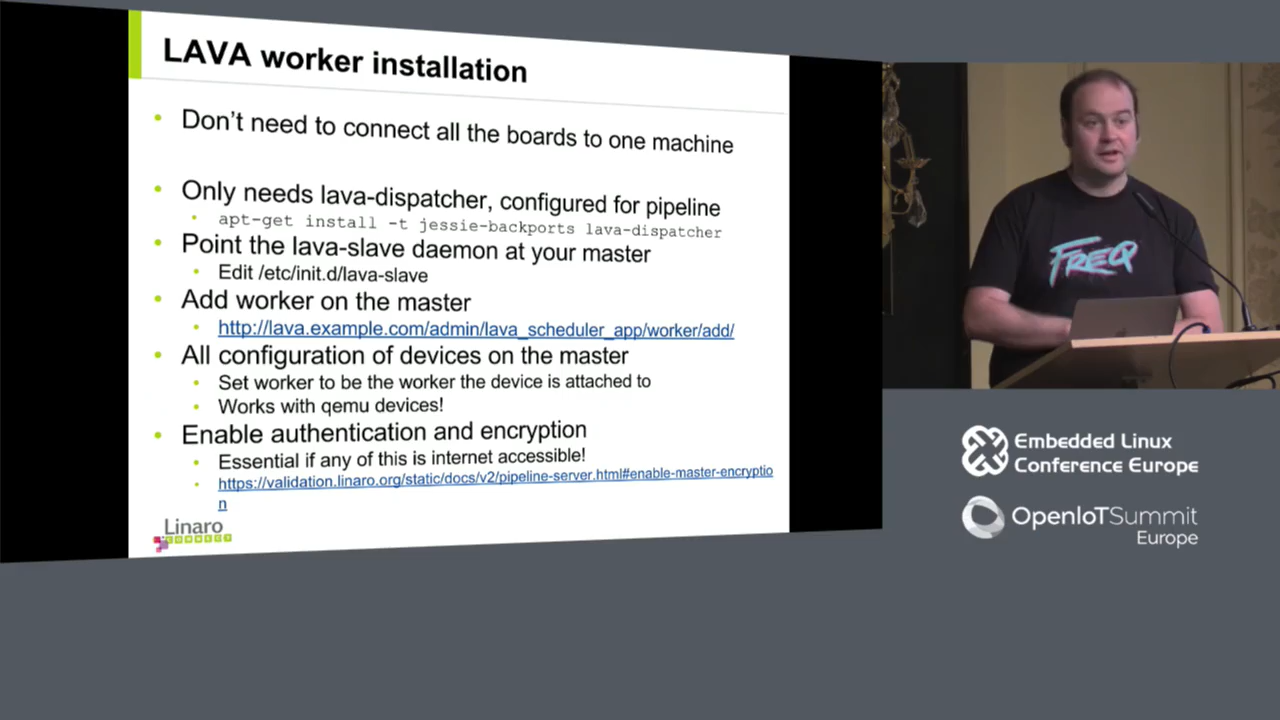 LAVA worker installation
Don't need to connect all the boards to one machine
Only needs lava-dispatcher, configured for pipeline
apt-get install -t jessie-backports lava-dispatcher
Point the lava-slave daemon at your master
Edit /etc/init.d/lava-slave
Add worker on the master
http://lava.example.com/admin/lava_scheduler_app/worker/add/
All configuration of devices on the master
Set worker to be the worker the device is attached to
Works with qemu devices!
Enable authentication and encryption
Essential if any of this is internet accessible!
https://validation.linaro.org/static/docs/v2/pipeline-server.html#enable-master-encryptio
n
Linaro
CONNECT
FREQ
Embedded Linux
Conference Europe
OpenIoTSummit
Europe